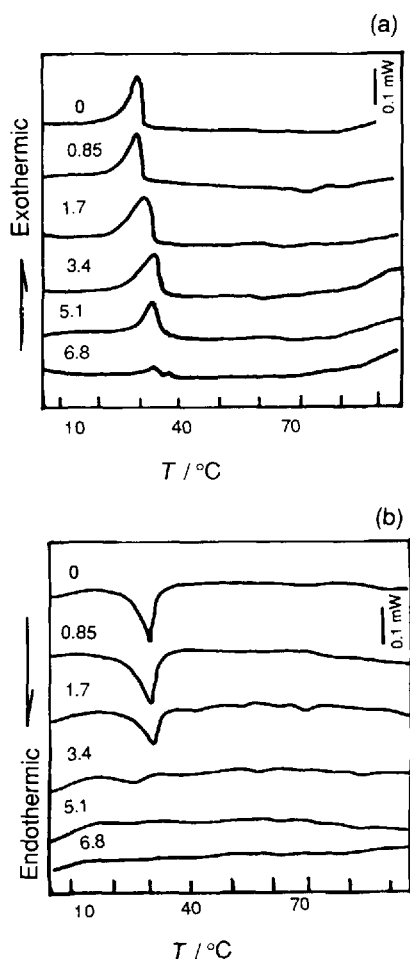 (a)
0.1 mW
0
0.85
1.7
3.4
5.1
6.8
Exothermic
10 40 70
T / °C
(b)
0.1 mW
0
0.85
1.7
3.4
5.1
6.8
Endothermic
10 40 70
T / °C